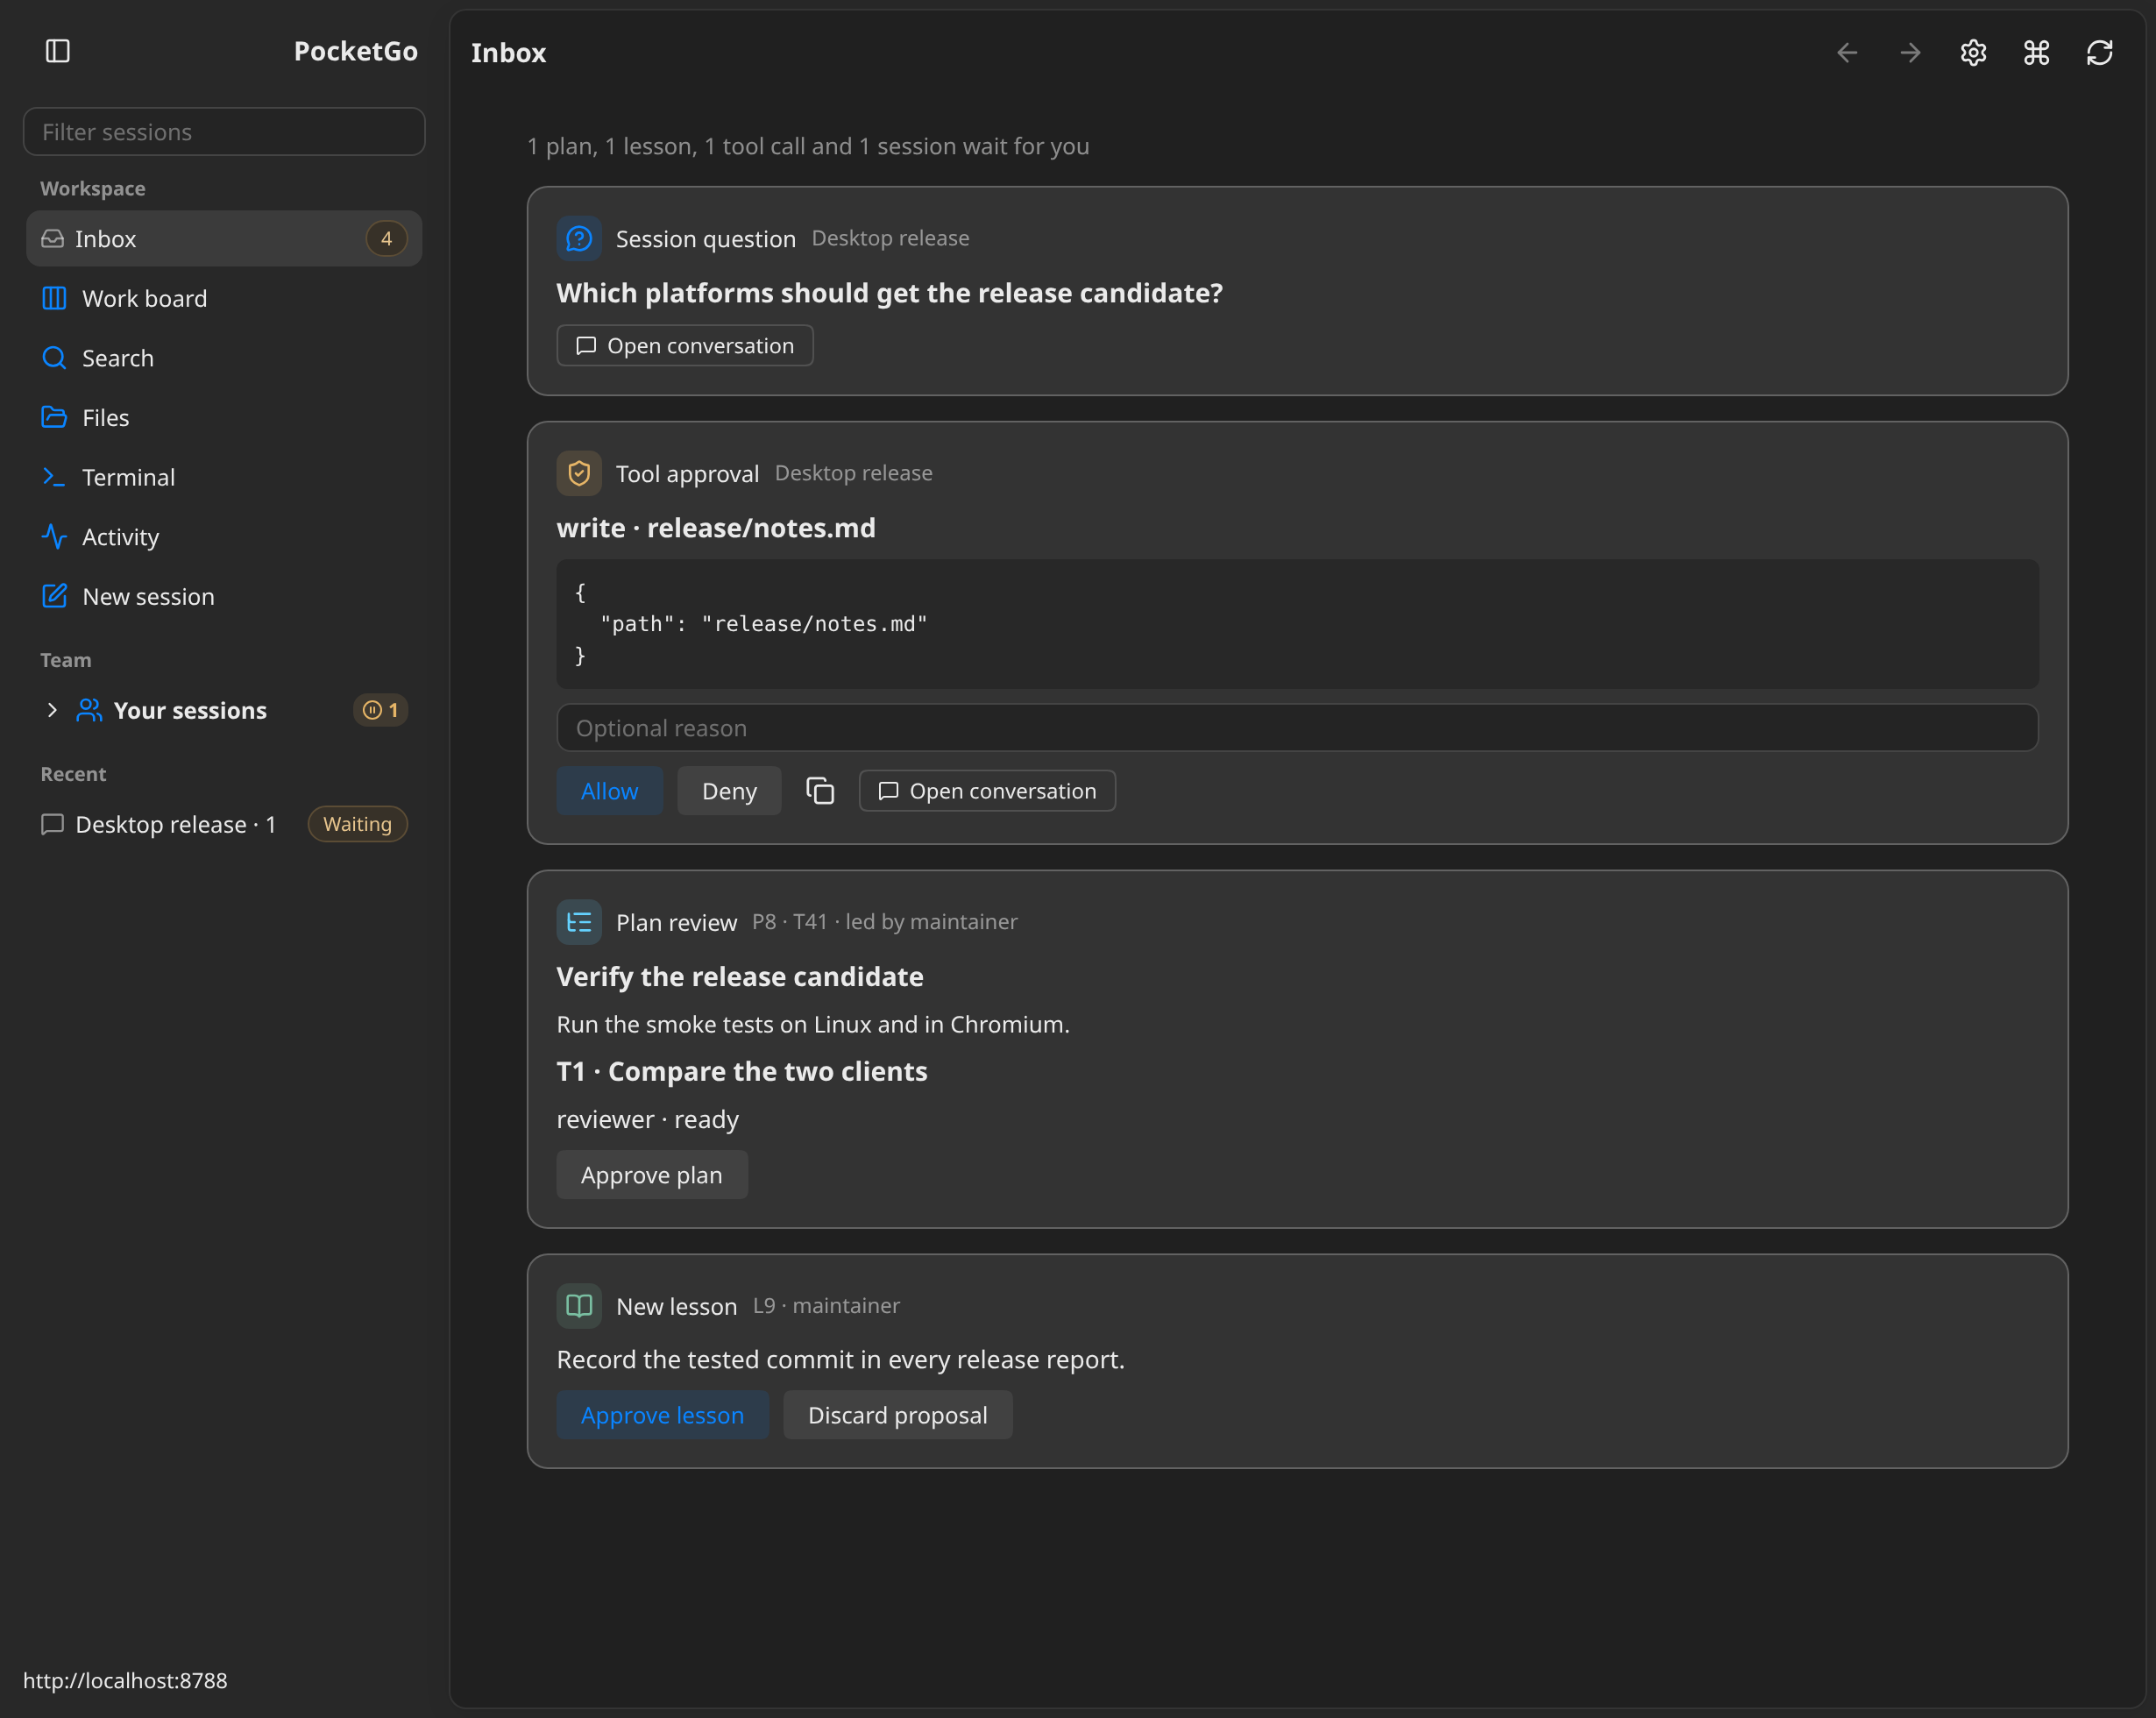 PocketGo
Filter sessions
Workspace
Inbox 4
Work board
Search
Files
Terminal
Activity
New session
Team
Your sessions 1
Recent
Desktop release · 1 Waiting
http://localhost:8788
Inbox
1 plan, 1 lesson, 1 tool call and 1 session wait for you
Session question Desktop release
Which platforms should get the release candidate?
Open conversation
Tool approval Desktop release
write · release/notes.md
{
  "path": "release/notes.md"
}
Optional reason
Allow Deny Open conversation
Plan review P8 · T41 · led by maintainer
Verify the release candidate
Run the smoke tests on Linux and in Chromium.
T1 · Compare the two clients
reviewer · ready
Approve plan
New lesson L9 · maintainer
Record the tested commit in every release report.
Approve lesson Discard proposal